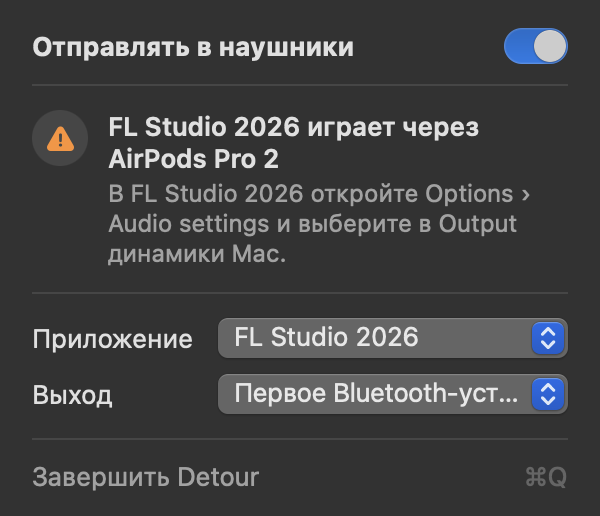 Отправлять в наушники
FL Studio 2026 играет через
AirPods Pro 2
В FL Studio 2026 откройте Options ›
Audio settings и выберите в Output
динамики Mac.
Приложение FL Studio 2026
Выход Первое Bluetooth-уст...
Завершить Detour ⌘Q